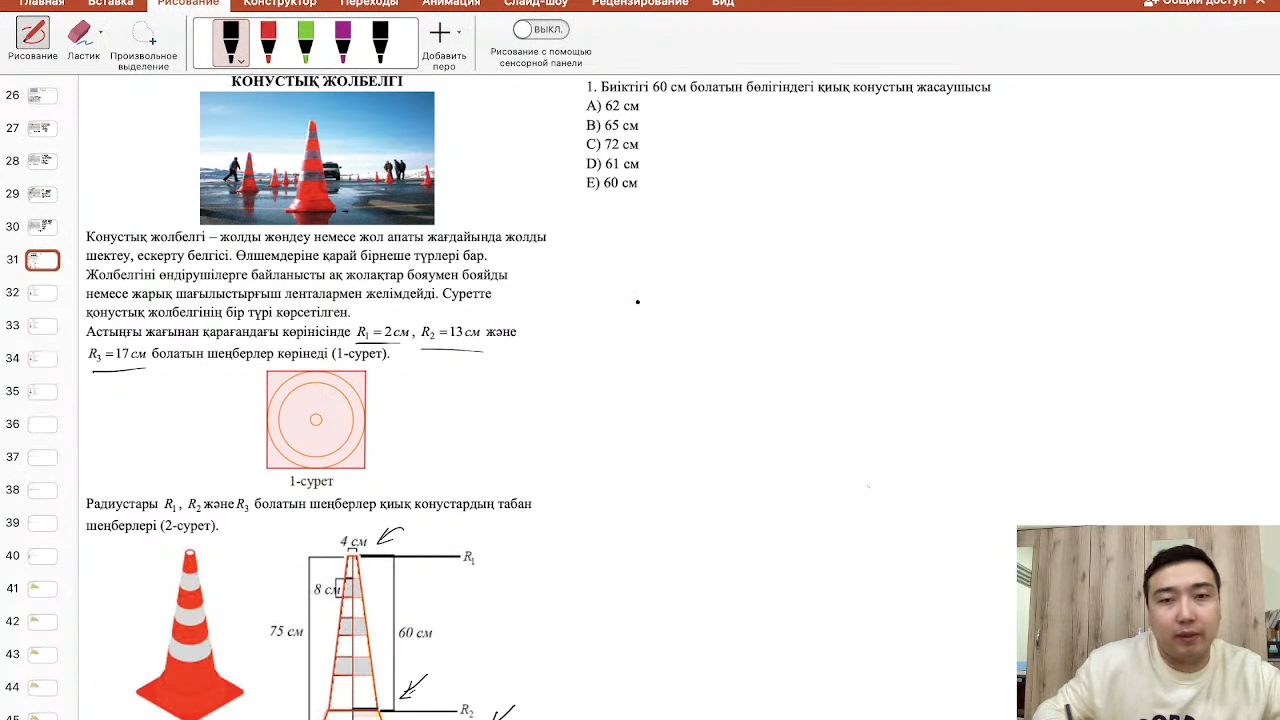 Главная Вставка Рисование Конструктор Переходы Анимация Слайд-шоу Рецензирование Вид Общий доступ
ВЫКЛ.
Рисование Ластик Произвольное выделение Добавить перо Рисование с помощью сенсорной панели
26
27
28
29
30
31
32
33
34
35
36
37
38
39
40
41
42
43
44
45
КОНУСТЫҚ ЖОЛБЕЛГІ
Конустық жолбелгі – жолды жөндеу немесе жол апаты жағдайында жолды
шектеу, ескерту белгісі. Өлшемдеріне қарай бірнеше түрлері бар.
Жолбелгіні өндірушілерге байланысты ақ жолақтар бояумен бояйды
немесе жарық шағылыстырғыш ленталармен желімдейді. Суретте
қонустық жолбелгінің бір түрі көрсетілген.
Астыңғы жағынан қарағандағы көрінісінде R₁ = 2 см, R₂ = 13 см және
R₃ = 17 см болатын шеңберлер көрінеді (1-сурет).
1-сурет
Радиустары R₁, R₂ және R₃ болатын шеңберлер қиық конустардың табан
шеңберлері (2-сурет).
4 см
R₁
8 см
75 см
60 см
R₂
1. Биіктігі 60 см болатын бөлігіндегі қиық конустың жасаушысы
A) 62 см
B) 65 см
C) 72 см
D) 61 см
E) 60 см